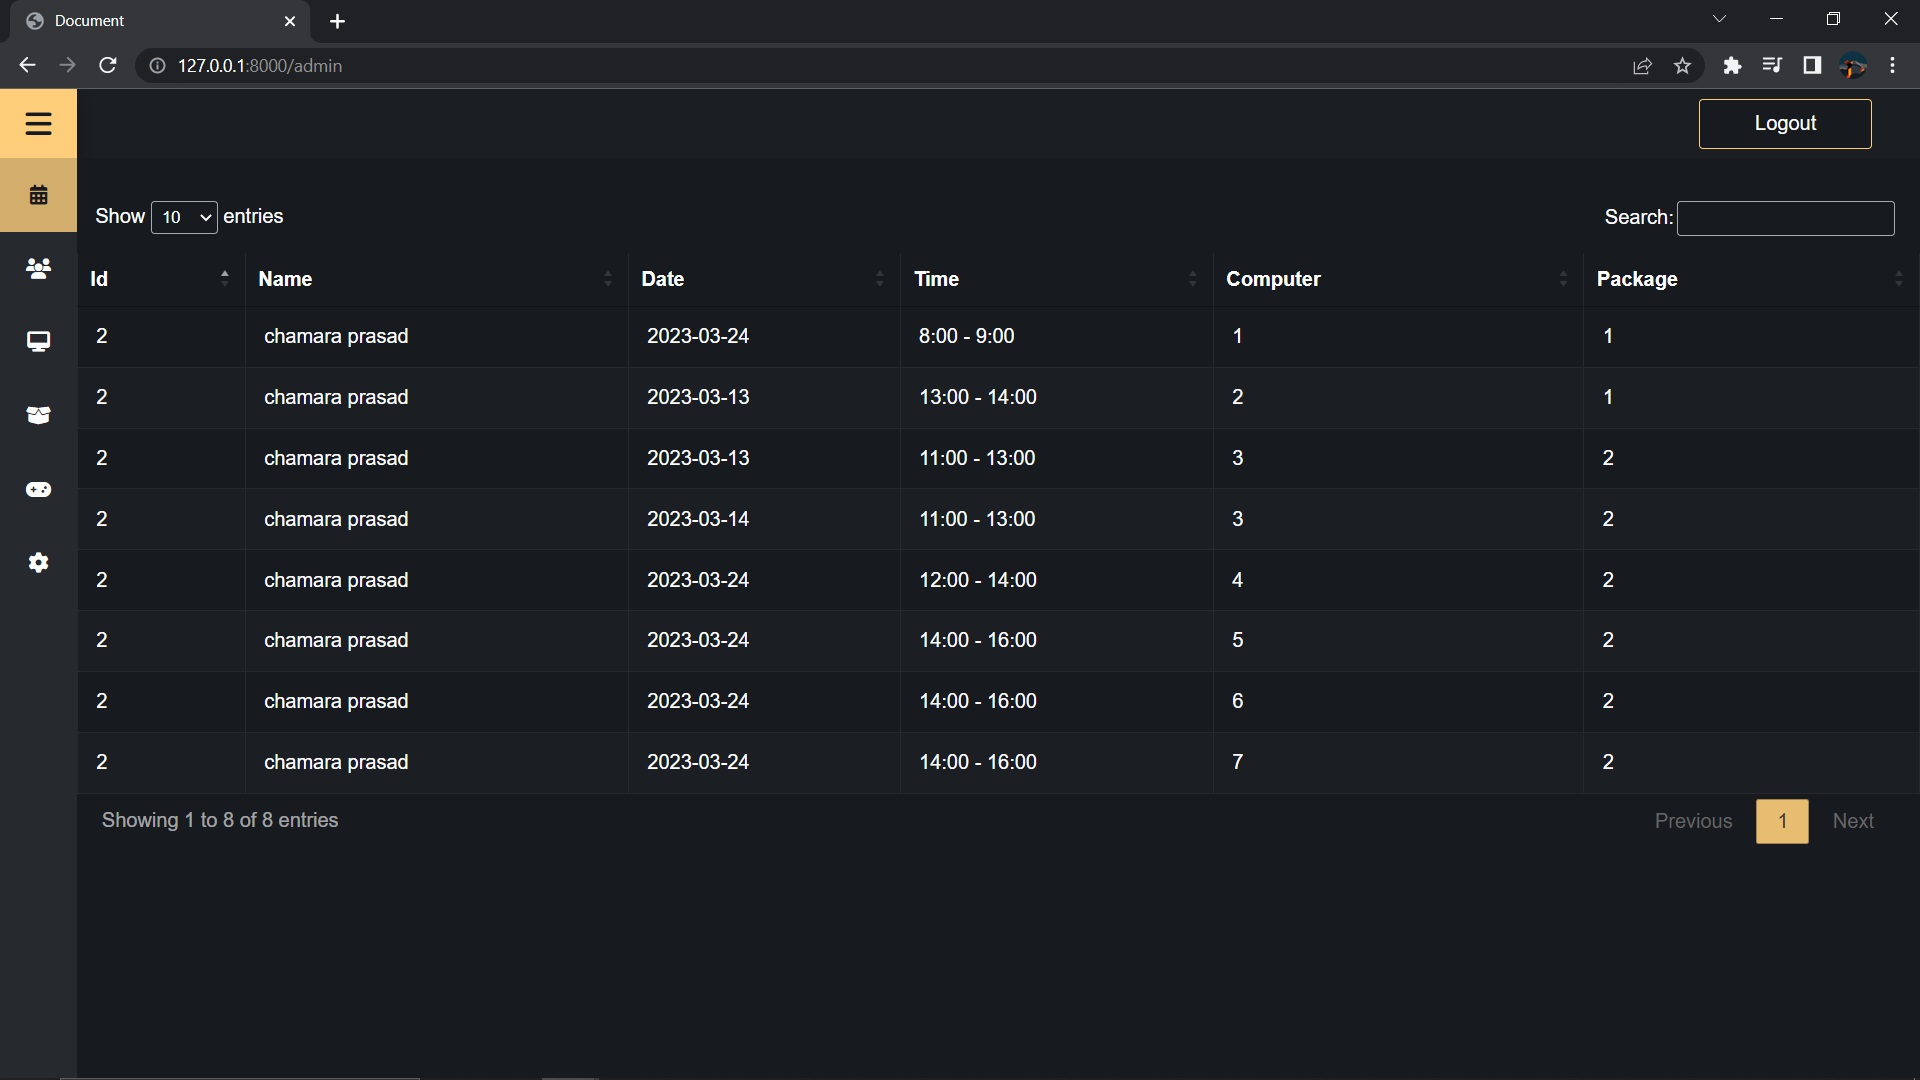 Document
127.0.0.1:8000/admin
Logout
Show 10 entries
Search:
Id Name Date Time Computer Package
2 chamara prasad 2023-03-24 8:00 - 9:00 1 1
2 chamara prasad 2023-03-13 13:00 - 14:00 2 1
2 chamara prasad 2023-03-13 11:00 - 13:00 3 2
2 chamara prasad 2023-03-14 11:00 - 13:00 3 2
2 chamara prasad 2023-03-24 12:00 - 14:00 4 2
2 chamara prasad 2023-03-24 14:00 - 16:00 5 2
2 chamara prasad 2023-03-24 14:00 - 16:00 6 2
2 chamara prasad 2023-03-24 14:00 - 16:00 7 2
Showing 1 to 8 of 8 entries
Previous 1 Next